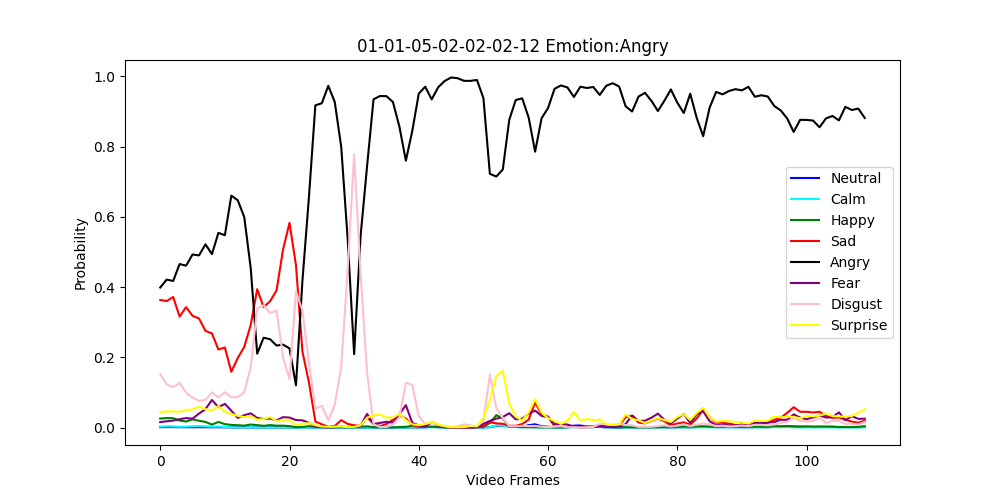 01-01-05-02-02-02-12 Emotion:Angry
Probability
1.0
0.8
0.6
0.4
0.2
0.0
0
20
40
60
80
100
Video Frames
Neutral
Calm
Happy
Sad
Angry
Fear
Disgust
Surprise